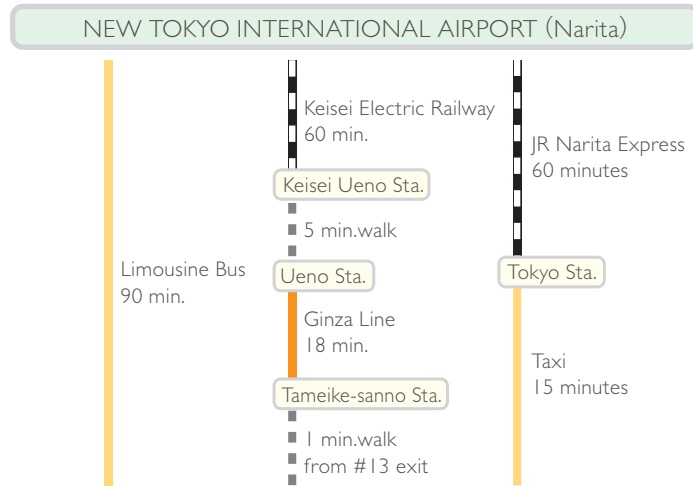 NEW TOKYO INTERNATIONAL AIRPORT (Narita)
Limousine Bus
90 min.
Keisei Electric Railway
60 min.
Keisei Ueno Sta.
5 min.walk
Ueno Sta.
Ginza Line
18 min.
Tameike-sanno Sta.
1 min.walk
from #13 exit
JR Narita Express
60 minutes
Tokyo Sta.
Taxi
15 minutes